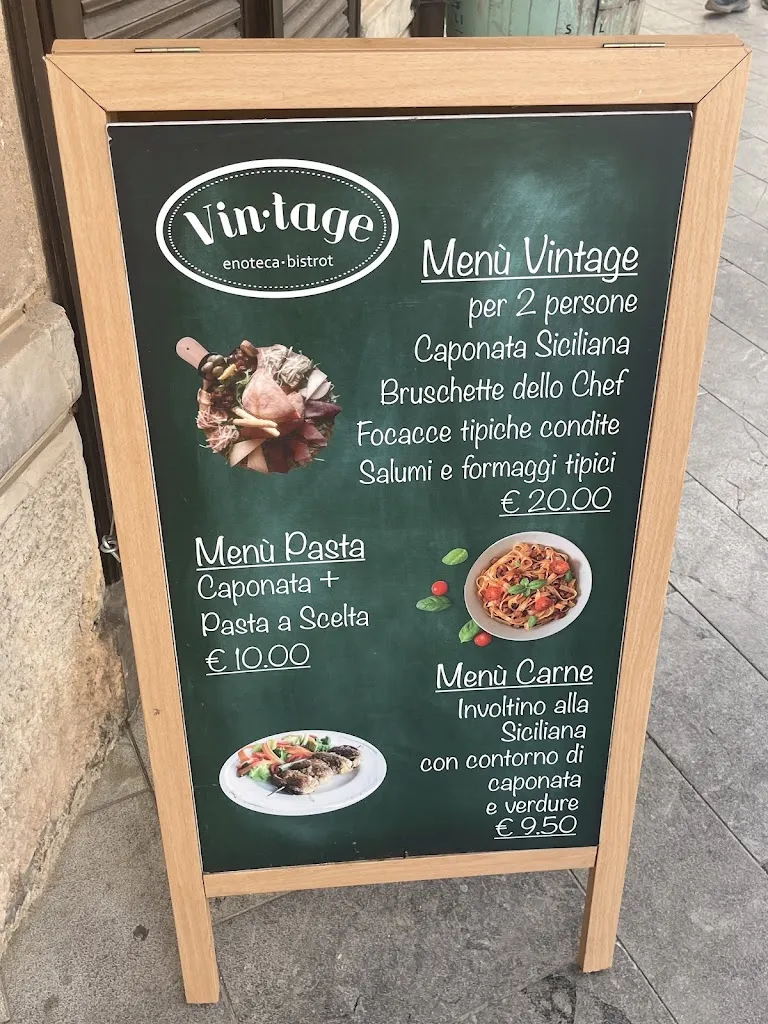 Vin·tage
enoteca·bistrot
Menù Vintage
per 2 persone
Caponata Siciliana
Bruschette dello Chef
Focacce tipiche condite
Salumi e formaggi tipici
€ 20.00
Menù Pasta
Caponata +
Pasta a Scelta
€ 10.00
Menù Carne
Involtino alla
Siciliana
con contorno di
caponata
e verdure
€ 9.50